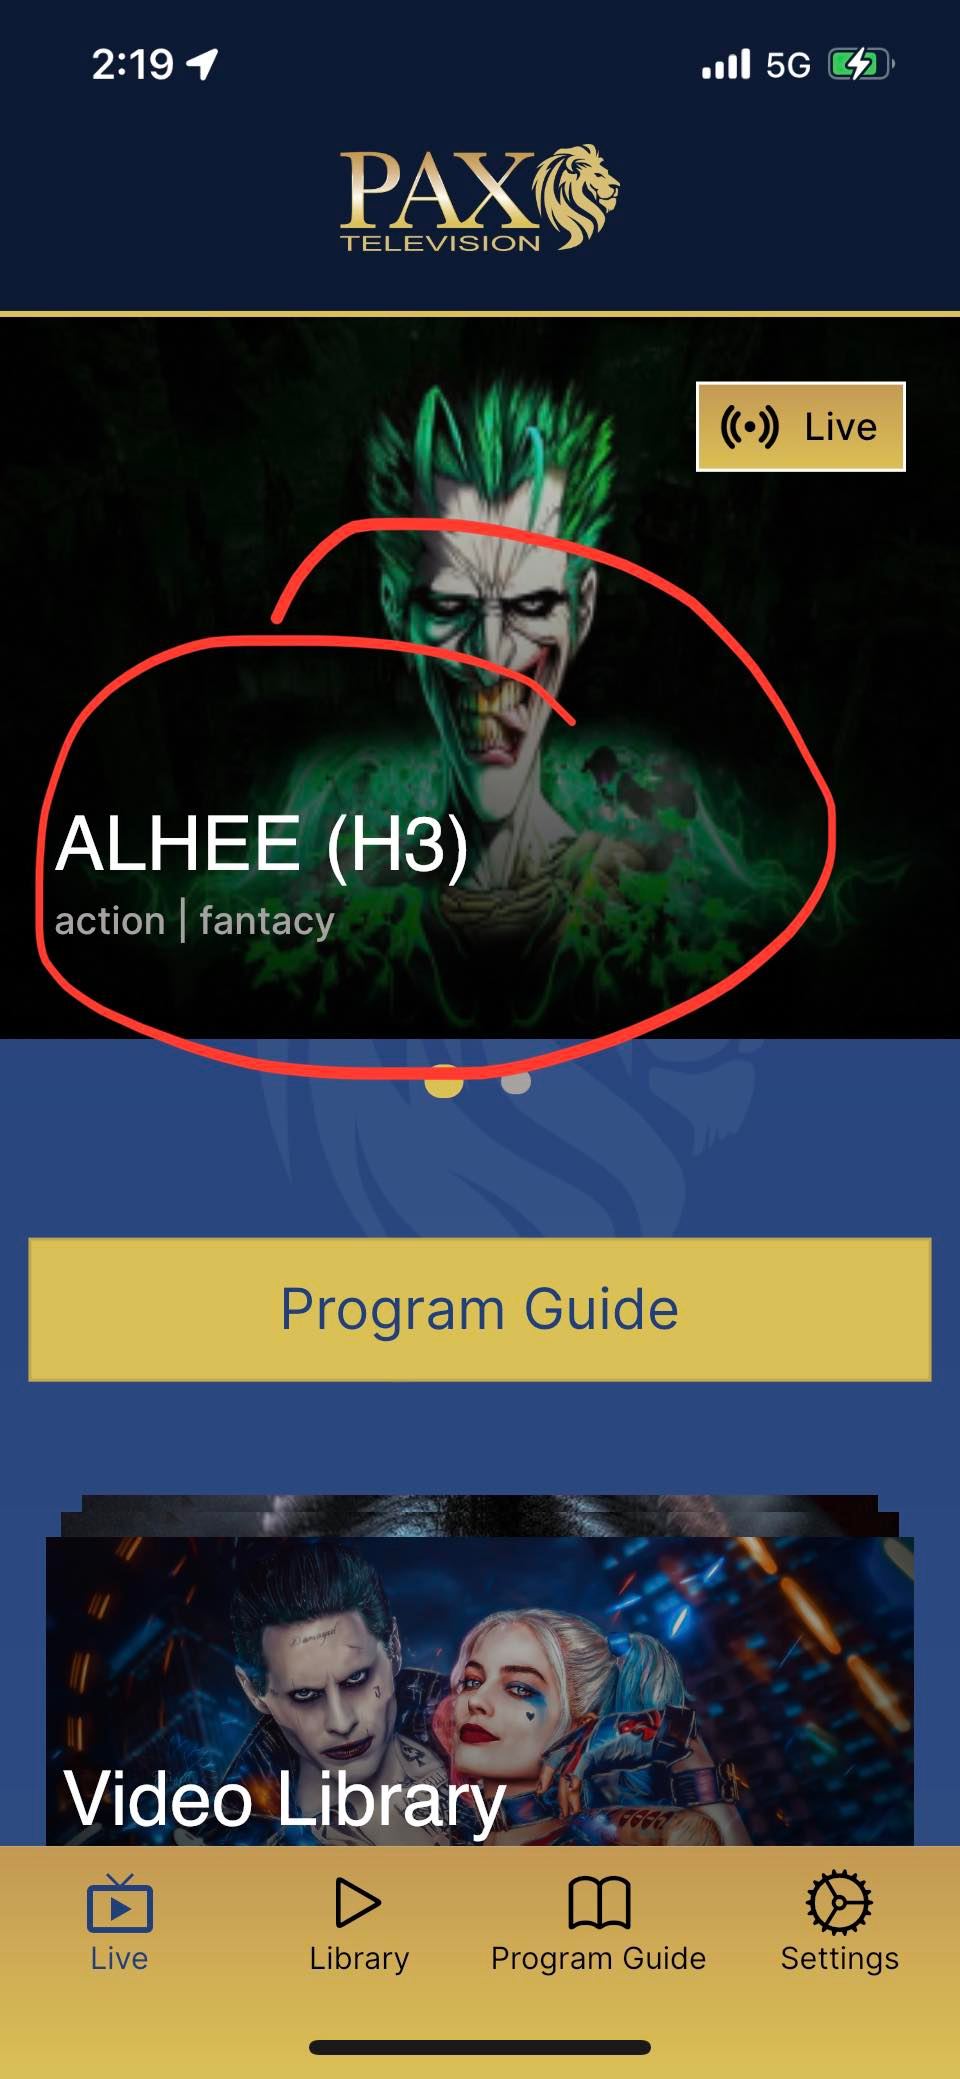 2:19
5G
PAX
TELEVISION
Live
ALHEE (H3)
action | fantacy
Program Guide
Damaged
Video Library
Live
Library
Program Guide
Settings